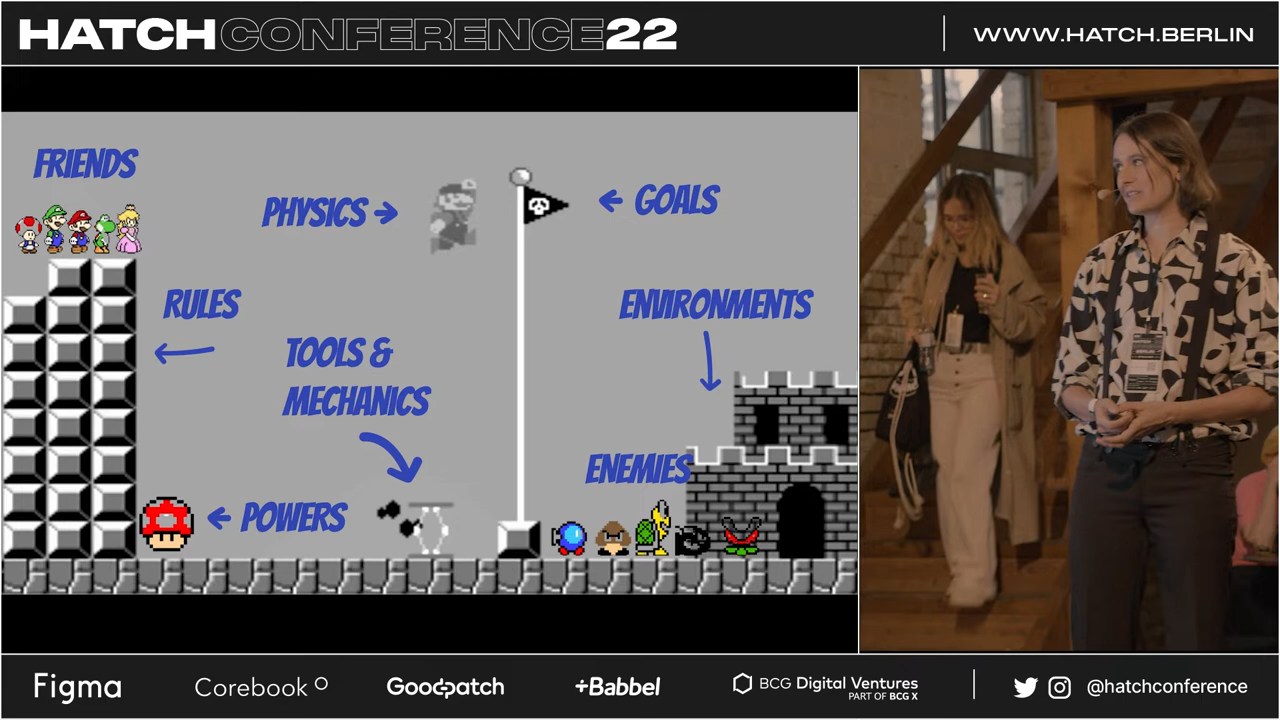 HATCHCONFERENCE22
WWW.HATCH.BERLIN
FRIENDS
PHYSICS →
← GOALS
RULES
←
ENVIRONMENTS
TOOLS &
MECHANICS
ENEMIES
← POWERS
Figma
Corebook
Goodpatch
+Babbel
BCG Digital Ventures
PART OF BCG X
@hatchconference